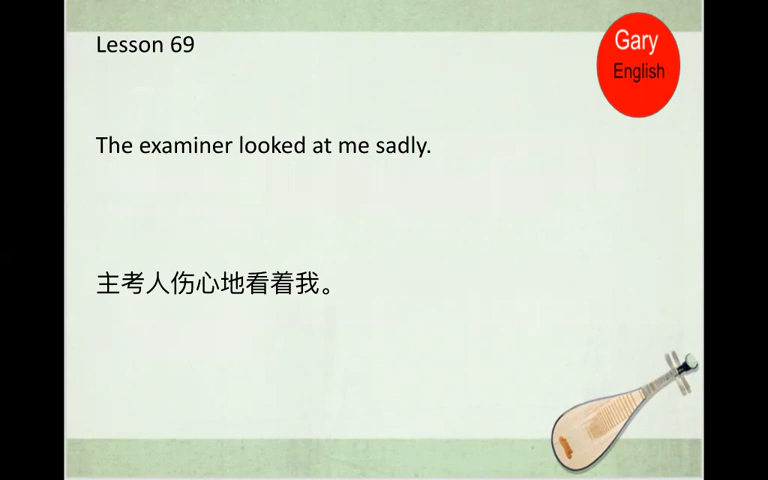 Lesson 69
Gary
English
The examiner looked at me sadly.
主考人伤心地看着我。